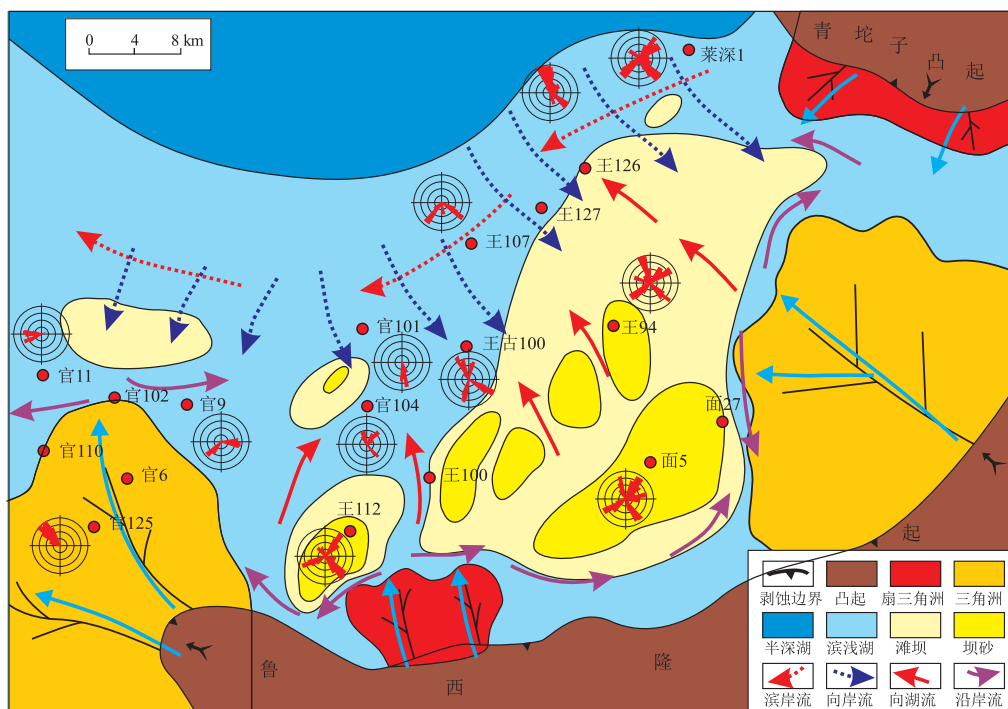 0 4 8 km
莱深1
青坨子凸起
王126
王127
王107
官101
王古100
王94
官11
官102
官9
官104
面27
官110
官6
王100
面5
王112
官125
鲁西隆起
剥蚀边界 凸起 扇三角洲 三角洲
半深湖 滨浅湖 滩坝 坝砂
滨岸流 向岸流 向湖流 沿岸流